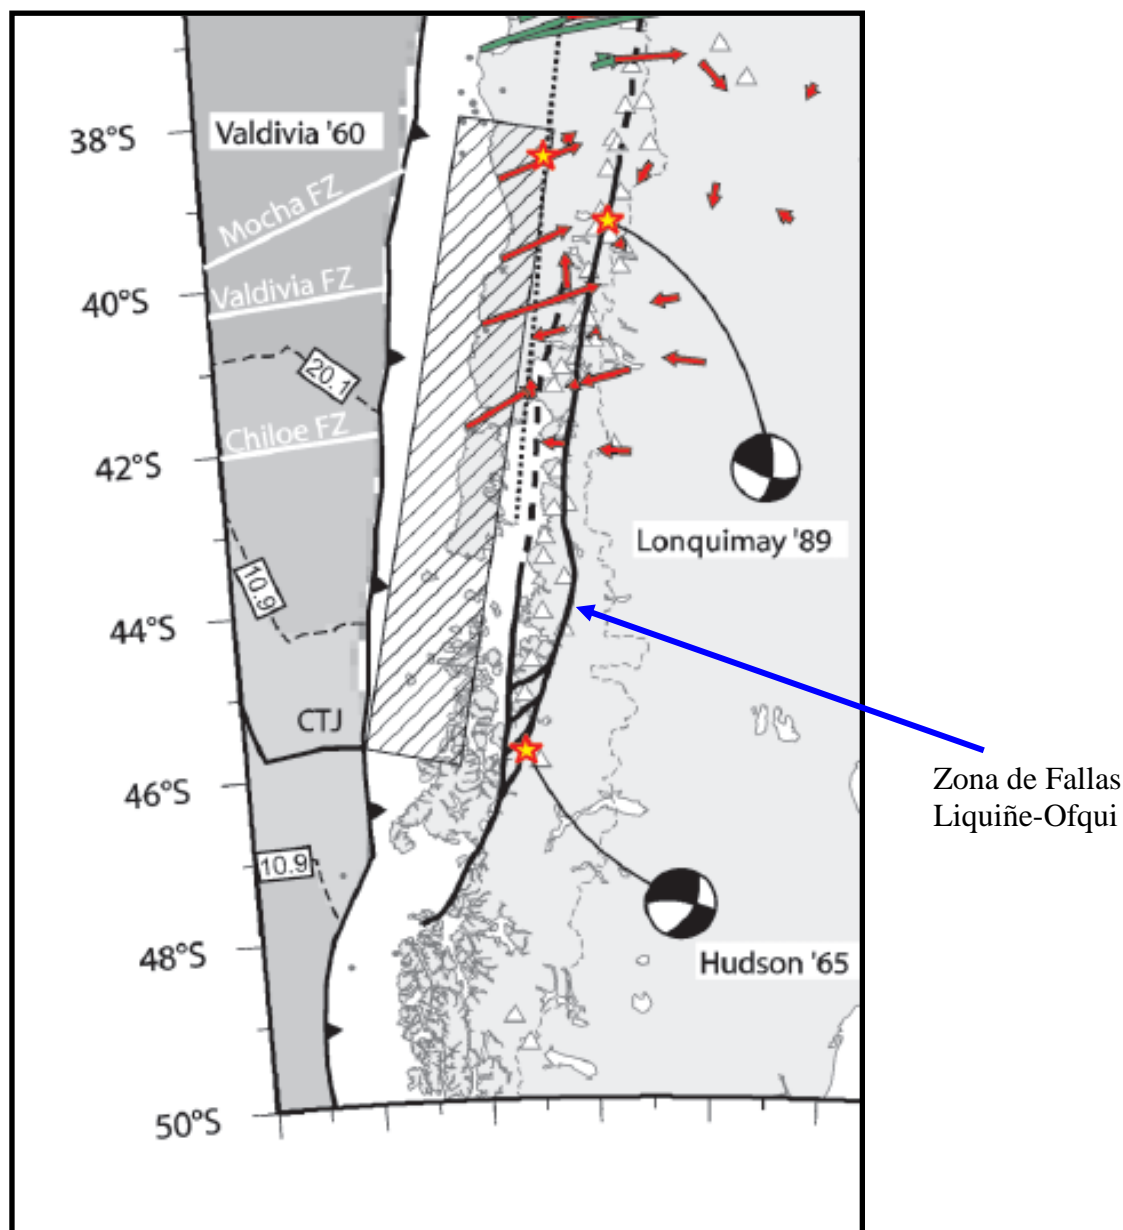 38°S
Valdivia '60
Mocha FZ
40°S
Valdivia FZ
20.1
Chiloe FZ
42°S
Lonquimay '89
10.9
44°S
CTJ
46°S
Zona de Fallas
Liquiñe-Ofqui
10.9
48°S
Hudson '65
50°S